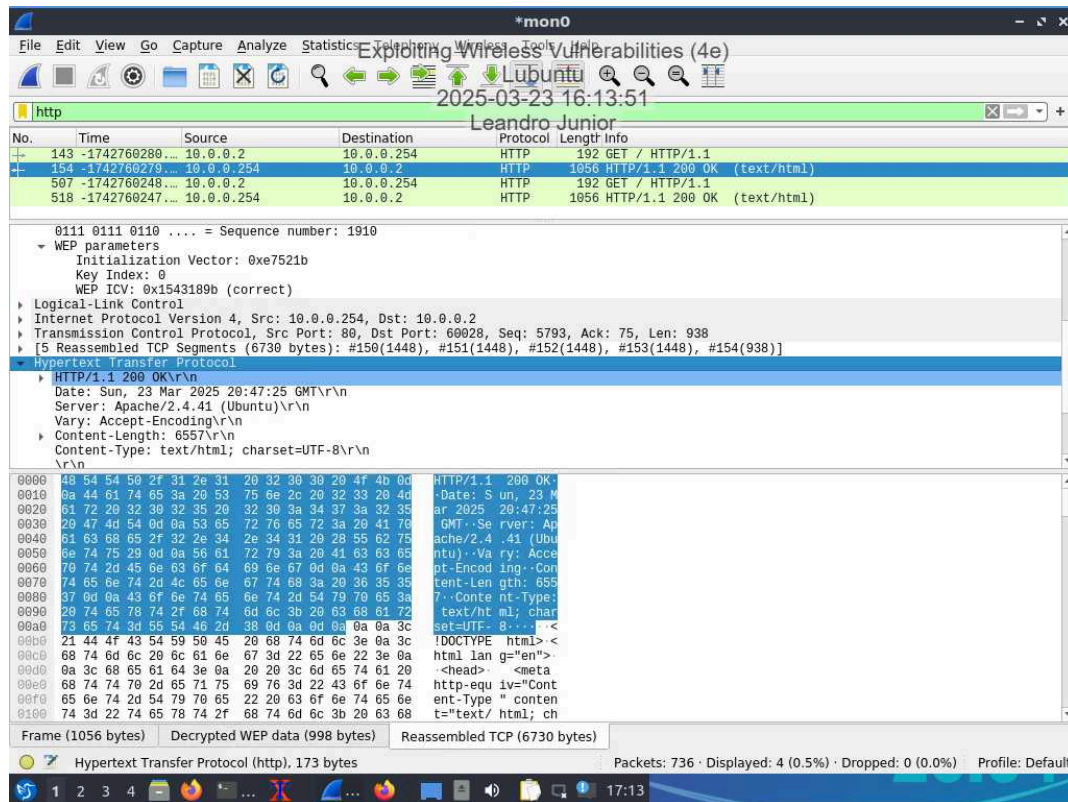 *mon0
File Edit View Go Capture Analyze Statistics Telephony Wireless Tools Help
Exploiting Wireless Vulnerabilities (4e)
Lubuntu
2025-03-23 16:13:51
Leandro Junior
http
No. Time Source Destination Protocol Length Info
143 -1742760280.… 10.0.0.2 10.0.0.254 HTTP 192 GET / HTTP/1.1
154 -1742760279.… 10.0.0.254 10.0.0.2 HTTP 1056 HTTP/1.1 200 OK (text/html)
507 -1742760248.… 10.0.0.2 10.0.0.254 HTTP 192 GET / HTTP/1.1
518 -1742760247.… 10.0.0.254 10.0.0.2 HTTP 1056 HTTP/1.1 200 OK (text/html)
0111 0111 0110 .... = Sequence number: 1910
WEP parameters
Initialization Vector: 0xe7521b
Key Index: 0
WEP ICV: 0x1543189b (correct)
Logical-Link Control
Internet Protocol Version 4, Src: 10.0.0.254, Dst: 10.0.0.2
Transmission Control Protocol, Src Port: 80, Dst Port: 60028, Seq: 5793, Ack: 75, Len: 938
[5 Reassembled TCP Segments (6730 bytes): #150(1448), #151(1448), #152(1448), #153(1448), #154(938)]
Hypertext Transfer Protocol
HTTP/1.1 200 OK\r\n
Date: Sun, 23 Mar 2025 20:47:25 GMT\r\n
Server: Apache/2.4.41 (Ubuntu)\r\n
Vary: Accept-Encoding\r\n
Content-Length: 6557\r\n
Content-Type: text/html; charset=UTF-8\r\n
\r\n
0000 48 54 54 50 2f 31 2e 31 20 32 30 30 20 4f 4b 0d HTTP/1.1 200 OK·
0010 0a 44 61 74 65 3a 20 53 75 6e 2c 20 32 33 20 4d ·Date: S un, 23 M
0020 61 72 20 32 30 32 35 20 32 30 3a 34 37 3a 32 35 ar 2025 20:47:25
0030 20 47 4d 54 0d 0a 53 65 72 76 65 72 3a 20 41 70 GMT··Se rver: Ap
0040 61 63 68 65 2f 32 2e 34 2e 34 31 20 28 55 62 75 ache/2.4 .41 (Ubu
0050 6e 74 75 29 0d 0a 56 61 72 79 3a 20 41 63 63 65 ntu)··Va ry: Acce
0060 70 74 2d 45 6e 63 6f 64 69 6e 67 0d 0a 43 6f 6e pt-Encod ing··Con
0070 74 65 6e 74 2d 4c 65 6e 67 74 68 3a 20 36 35 35 tent-Len gth: 655
0080 37 0d 0a 43 6f 6e 74 65 6e 74 2d 54 79 70 65 3a 7··Conte nt-Type:
0090 20 74 65 78 74 2f 68 74 6d 6c 3b 20 63 68 61 72 text/ht ml; char
00a0 73 65 74 3d 55 54 46 2d 38 0d 0a 0d 0a 0a 0a 3c set=UTF- 8······<
00b0 21 44 4f 43 54 59 50 45 20 68 74 6d 6c 3e 0a 3c !DOCTYPE html>·<
00c0 68 74 6d 6c 20 6c 61 6e 67 3d 22 65 6e 22 3e 0a html lan g="en">·
00d0 0a 3c 68 65 61 64 3e 0a 20 20 3c 6d 65 74 61 20 ·<head>· <meta
00e0 68 74 74 70 2d 65 71 75 69 76 3d 22 43 6f 6e 74 http-equ iv="Cont
00f0 65 6e 74 2d 54 79 70 65 22 20 63 6f 6e 74 65 6e ent-Type " conten
0100 74 3d 22 74 65 78 74 2f 68 74 6d 6c 3b 20 63 68 t="text/ html; ch
Frame (1056 bytes) Decrypted WEP data (998 bytes) Reassembled TCP (6730 bytes)
Hypertext Transfer Protocol (http), 173 bytes Packets: 736 · Displayed: 4 (0.5%) · Dropped: 0 (0.0%) Profile: Default
1 2 3 4 … … 17:13